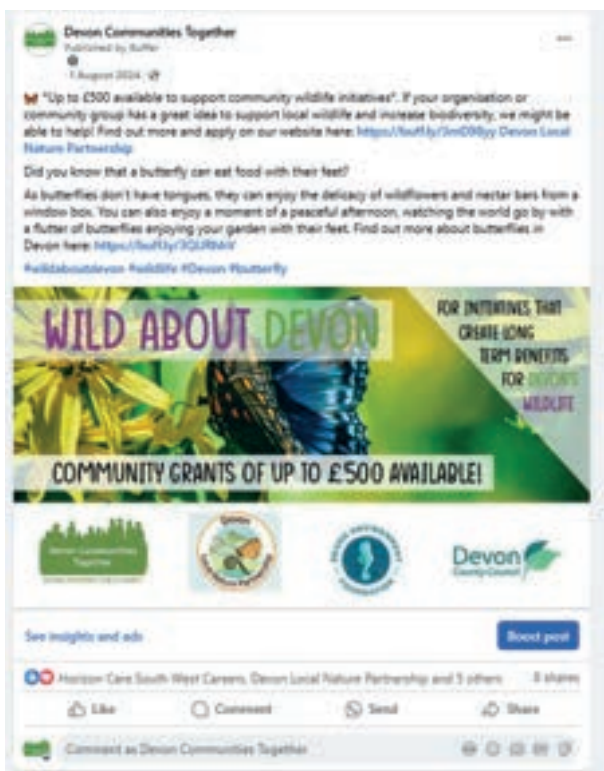 Devon Communities Together
Published by Buffer
1 August 2024
"Up to £500 available to support community wildlife initiatives". If your organisation or
community group has a great idea to support local wildlife and increase biodiversity, we might be
able to help! Find out more and apply on our website here: Devon Local
Nature Partnership
Did you know that a butterfly can eat food with their feet?
As butterflies don't have tongues, they can enjoy the delicacy of wildflowers and nectar bars from a
window box. You can also enjoy a moment of a peaceful afternoon, watching the world go by with
a flutter of butterflies enjoying your garden with their feet. Find out more about butterflies in
Devon here:
#wildaboutdevon #wildlife #Devon #butterfly
WILD ABOUT DEVON
FOR INITIATIVES THAT
CREATE LONG
TERM BENEFITS
FOR DEVON'S
WILDLIFE
COMMUNITY GRANTS OF UP TO £500 AVAILABLE!
Devon Communities
Together
Devon
Local Nature Partnership
Devon
County Council
See insights and ads
Boost post
Horizon Care South West Careers, Devon Local Nature Partnership and 5 others
8 shares
Like
Comment
Send
Share
Comment as Devon Communities Together